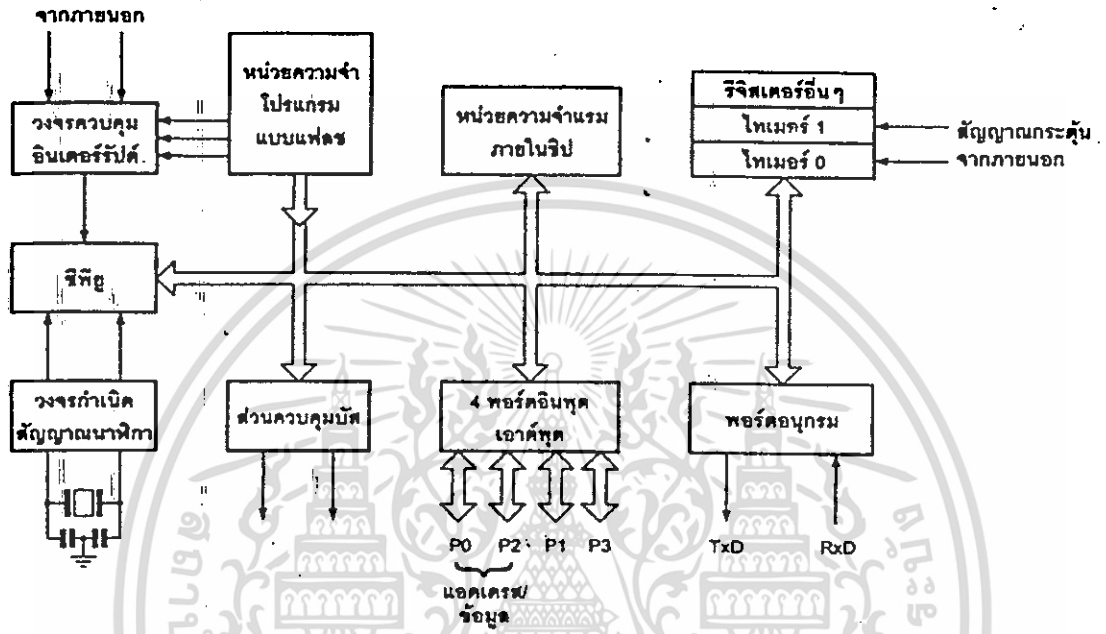 จากภายนอก
วงจรควบคุม
อินเตอร์รัปต์.
หน่วยความจำ
โปรแกรม
แบบแฟลช
หน่วยความจำแรม
ภายในชิป
รีจิสเตอร์อื่นๆ
ไทเมอร์ 1
ไทเมอร์ 0
สัญญาณกระตุ้น
จากภายนอก
ซีพียู
วงจรกำเนิด
สัญญาณนาฬิกา
ส่วนควบคุมบัส
4 พอร์ตอินพุต
เอาต์พุต
พอร์ตอนุกรม
P0 P2 P1 P3
TxD RxD
แอดเดรส/
ข้อมูล